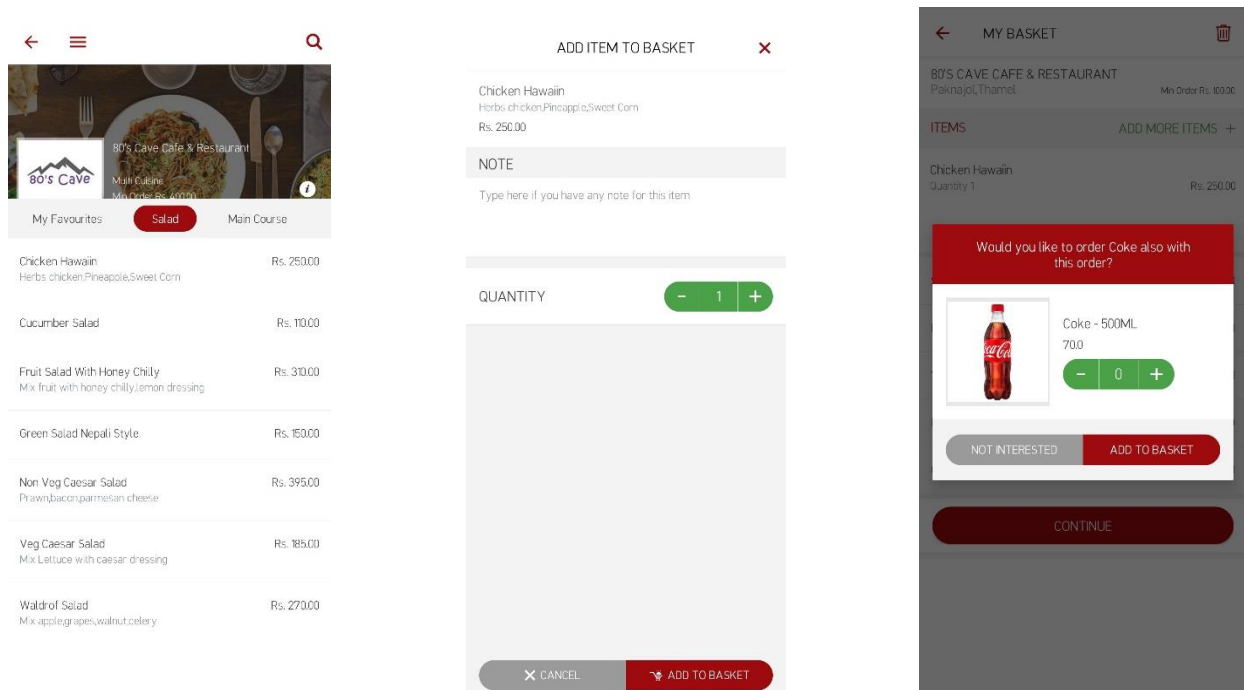 80's Cave Cafe & Restaurant
80's Cave
Multi Cuisine
Min Order Rs. 400.00
i
My Favourites Salad Main Course
Chicken Hawaiin Rs. 250.00
Herbs chicken,Pineapple,Sweet Corn
Cucumber Salad Rs. 110.00
Fruit Salad With Honey Chilly Rs. 310.00
Mix fruit with honey chilly,lemon dressing
Green Salad Nepali Style Rs. 150.00
Non Veg Caesar Salad Rs. 395.00
Prawn,bacon,parmesan cheese
Veg Caesar Salad Rs. 185.00
Mix Lettuce with caesar dressing
Waldrof Salad Rs. 270.00
Mix apple,grapes,walnut,celery
ADD ITEM TO BASKET
Chicken Hawaiin
Herbs chicken,Pineapple,Sweet Corn
Rs. 250.00
NOTE
Type here if you have any note for this item
QUANTITY - 1 +
CANCEL ADD TO BASKET
MY BASKET
80'S CAVE CAFE & RESTAURANT
Paknajol,Thamel Min Order Rs. 100.00
ITEMS ADD MORE ITEMS +
Chicken Hawaiin
Quantity 1 Rs. 250.00
Would you like to order Coke also with
this order?
Coca-Cola
Coke - 500ML
70.0
- 0 +
NOT INTERESTED ADD TO BASKET
CONTINUE